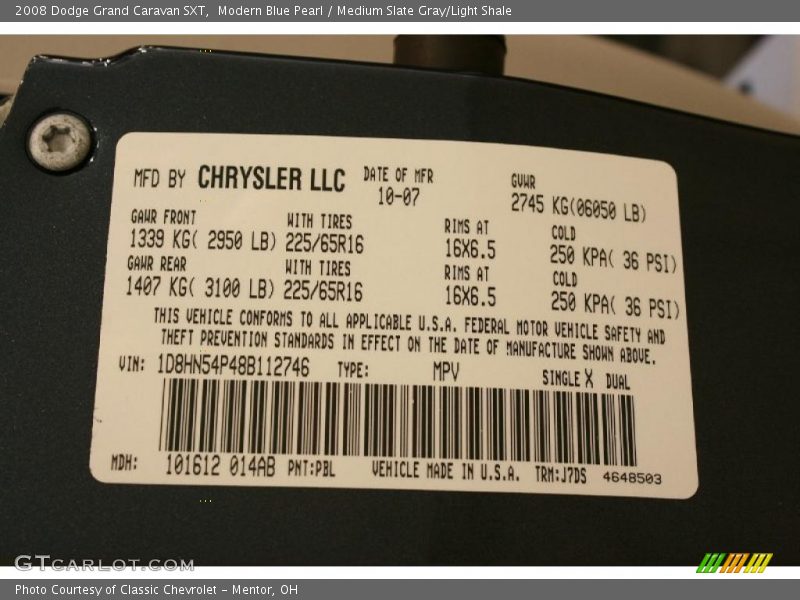 2008 Dodge Grand Caravan SXT,  Modern Blue Pearl / Medium Slate Gray/Light Shale
MFD BY CHRYSLER LLC DATE OF MFR GVWR
10-07 2745 KG(06050 LB)
GAWR FRONT WITH TIRES RIMS AT COLD
1339 KG( 2950 LB) 225/65R16 16X6.5 250 KPA( 36 PSI)
GAWR REAR WITH TIRES RIMS AT COLD
1407 KG( 3100 LB) 225/65R16 16X6.5 250 KPA( 36 PSI)
THIS VEHICLE CONFORMS TO ALL APPLICABLE U.S.A. FEDERAL MOTOR VEHICLE SAFETY AND
THEFT PREVENTION STANDARDS IN EFFECT ON THE DATE OF MANUFACTURE SHOWN ABOVE.
VIN: 1D8HN54P48B112746 TYPE: MPV SINGLE X DUAL
MDH: 101612 014AB PNT:PBL VEHICLE MADE IN U.S.A. TRM:J7DS 4648503
GTCARLOT.COM
Photo Courtesy of Classic Chevrolet - Mentor, OH